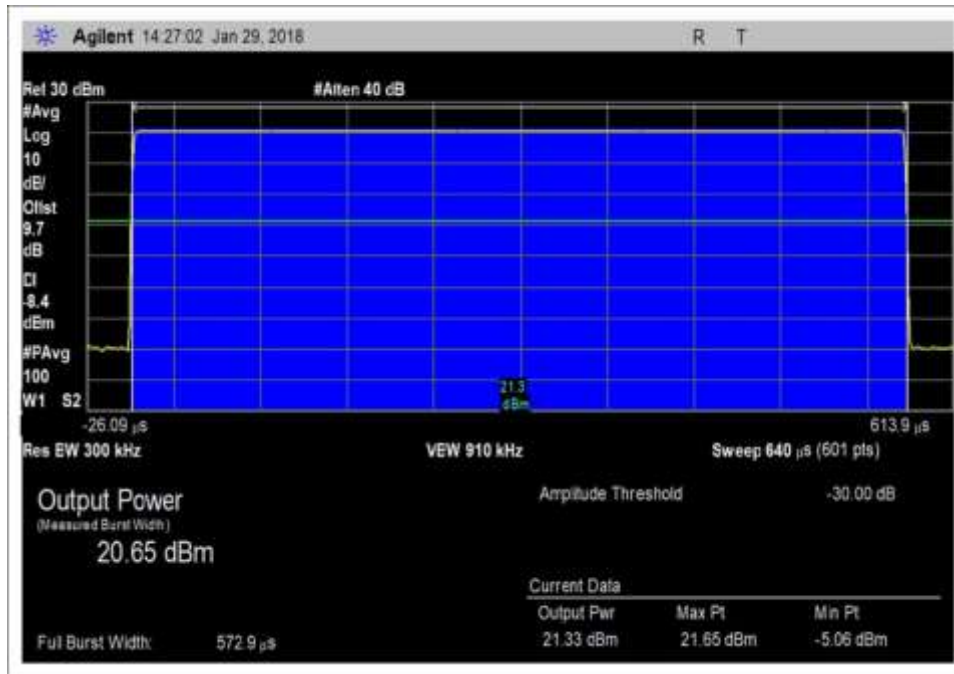 Agilent 14:27:02 Jan 29, 2018 R T
Ref 30 dBm #Atten 40 dB
#Avg
Log
10
dB/
Offst
9.7
dB
DI
-8.4
dBm
#PAvg
100
W1 S2
21.3
dBm
-26.09 µs 613.9 µs
Res BW 300 kHz VBW 910 kHz Sweep 640 µs (601 pts)
Output Power
(Measured Burst Width)
20.65 dBm
Amplitude Threshold -30.00 dB
Current Data
Output Pwr Max Pt Min Pt
21.33 dBm 21.65 dBm -5.06 dBm
Full Burst Width: 572.9 µs